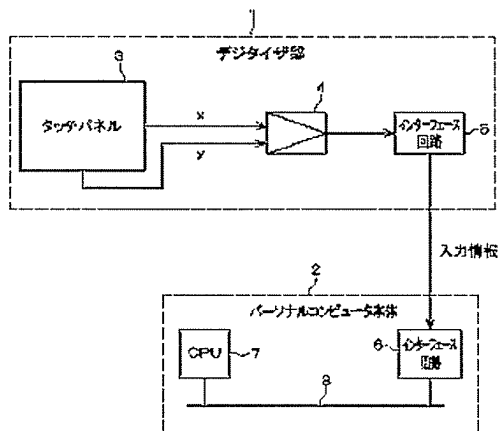 1
デジタイザ部
3
タッチ・パネル
x
y
4
インターフェース
回路
5
入力情報
2
パーソナルコンピュータ本体
CPU
7
6
インターフェース
回路
8